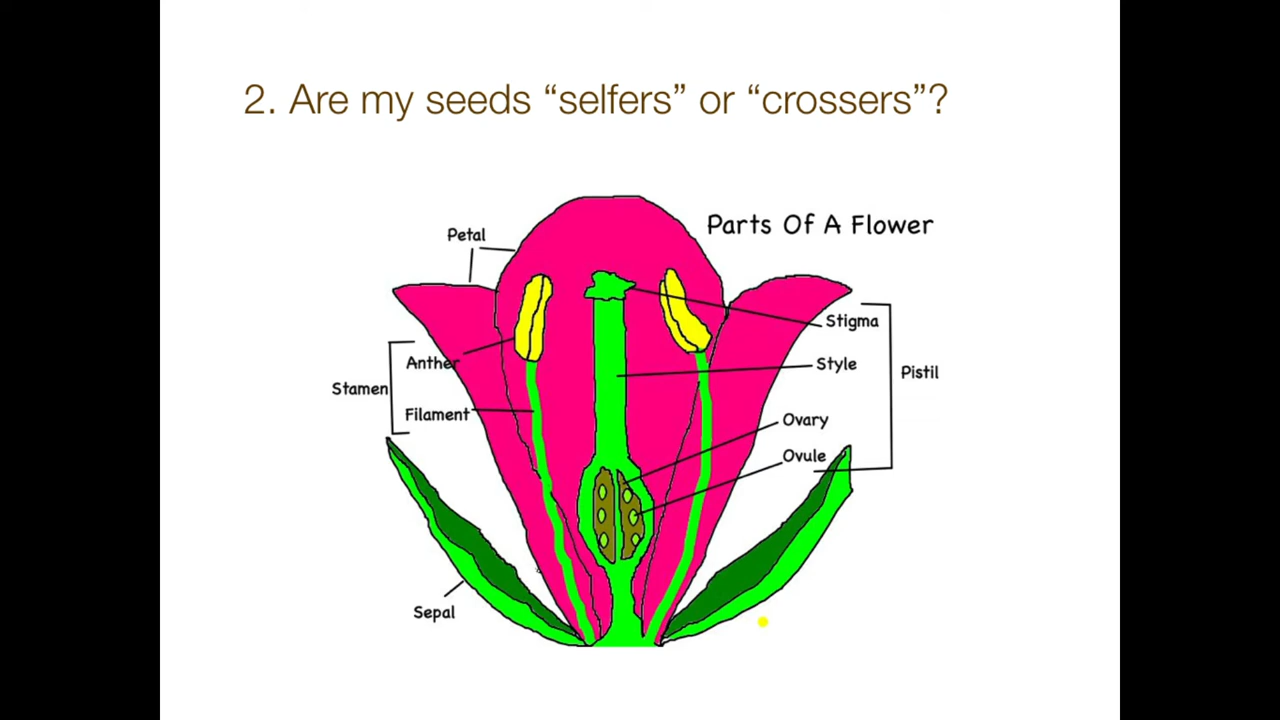 2. Are my seeds “selfers” or “crossers”?
Parts Of A Flower
Petal
Stigma
Anther
Style
Stamen
Pistil
Filament
Ovary
Ovule
Sepal